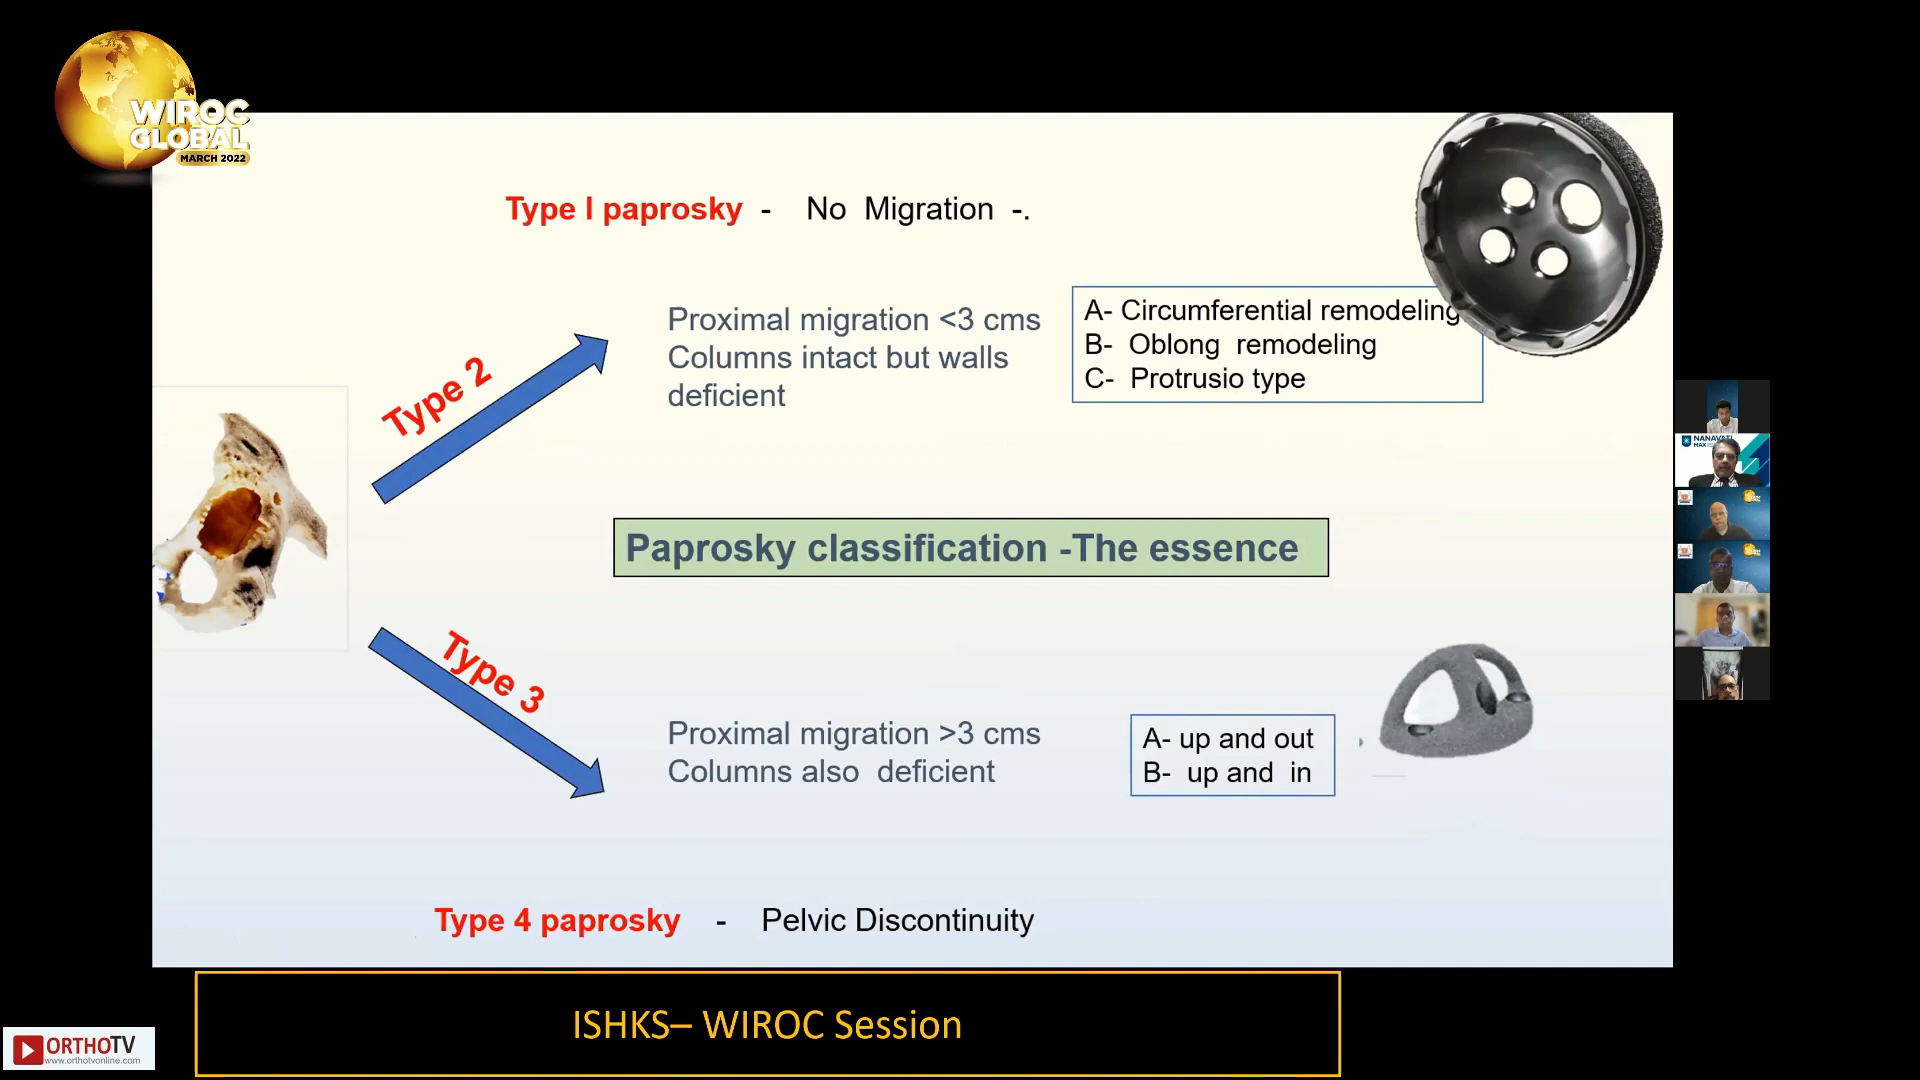 WIROC
GLOBAL
MARCH 2022
Type I paprosky - No Migration -.
Type 2
Proximal migration <3 cms
Columns intact but walls
deficient
A- Circumferential remodeling
B- Oblong remodeling
C- Protrusio type
NANAVATI
MAX
Paprosky classification -The essence
Type 3
Proximal migration >3 cms
Columns also deficient
A- up and out
B- up and in
Type 4 paprosky - Pelvic Discontinuity
ISHKS– WIROC Session
ORTHOTV
www.orthotvonline.com